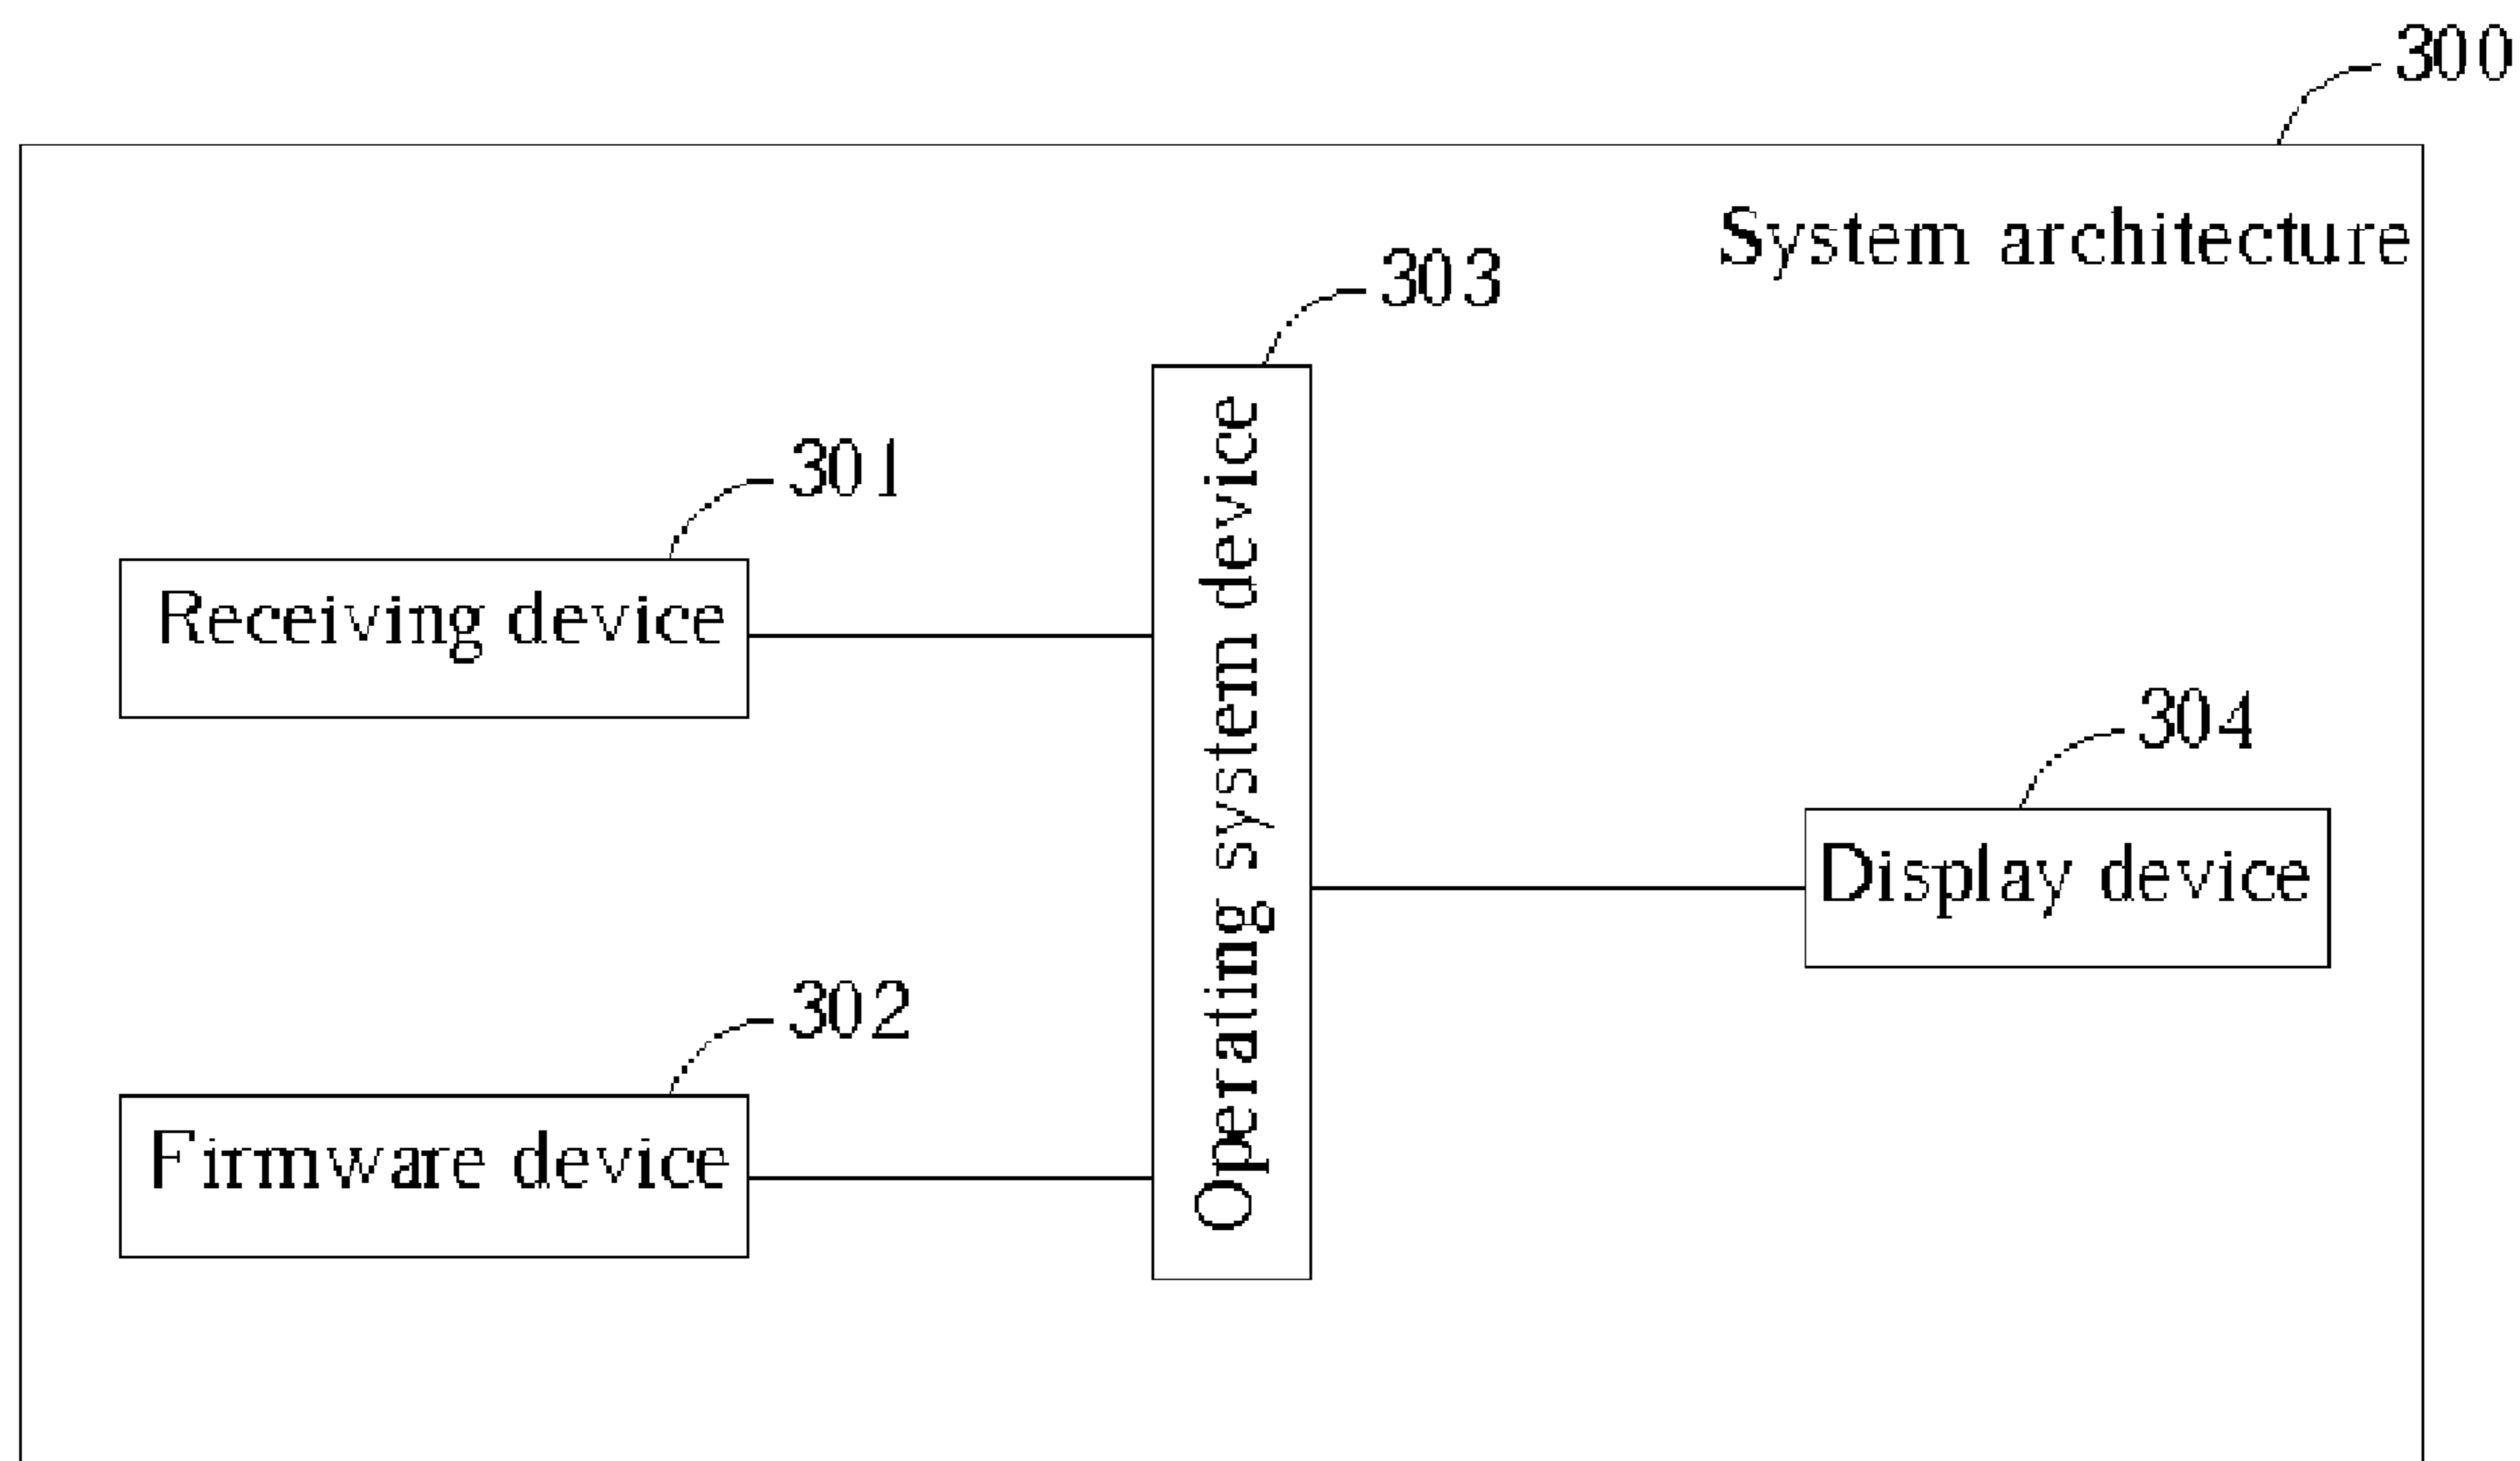 300
System architecture
303
301
Receiving device
Operating system device
304
Display device
302
Firmware device